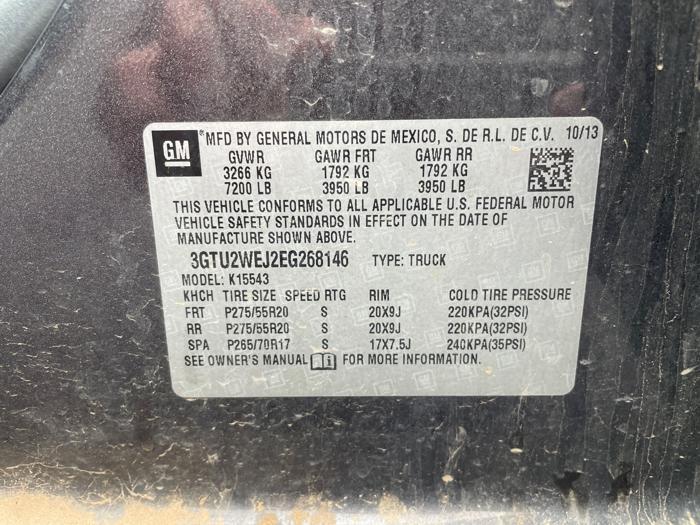 GM ® MFD BY GENERAL MOTORS DE MEXICO, S. DE R.L. DE C.V. 10/13
GVWR GAWR FRT GAWR RR
3266 KG 1792 KG 1792 KG
7200 LB 3950 LB 3950 LB
THIS VEHICLE CONFORMS TO ALL APPLICABLE U.S. FEDERAL MOTOR
VEHICLE SAFETY STANDARDS IN EFFECT ON THE DATE OF
MANUFACTURE SHOWN ABOVE.
3GTU2WEJ2EG268146 TYPE: TRUCK
MODEL: K15543
KHCH TIRE SIZE SPEED RTG RIM COLD TIRE PRESSURE
FRT P275/55R20 S 20X9J 220KPA(32PSI)
RR P275/55R20 S 20X9J 220KPA(32PSI)
SPA P265/70R17 S 17X7.5J 240KPA(35PSI)
SEE OWNER'S MANUAL FOR MORE INFORMATION.